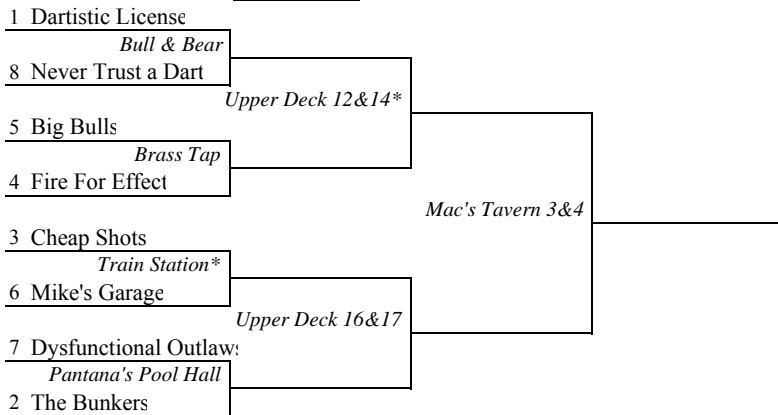 1 Dartistic License
Bull & Bear
8 Never Trust a Dart
Upper Deck 12&14*
5 Big Bulls
Brass Tap
4 Fire For Effect
Mac's Tavern 3&4
3 Cheap Shots
Train Station*
6 Mike's Garage
Upper Deck 16&17
7 Dysfunctional Outlaws
Pantana's Pool Hall
2 The Bunkers